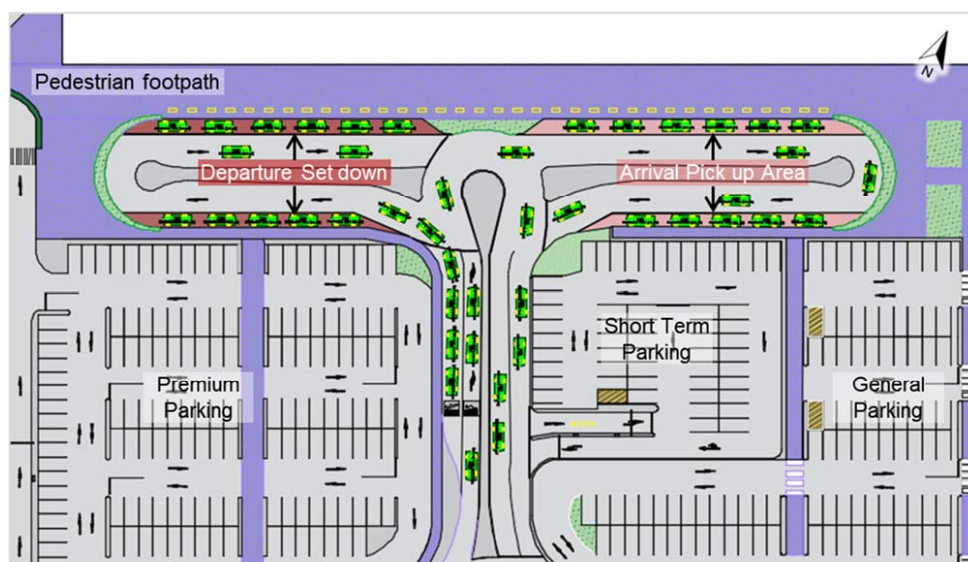 Pedestrian footpath
N
Departure Set down
Arrival Pick up Area
Short Term
Parking
Premium
Parking
General
Parking